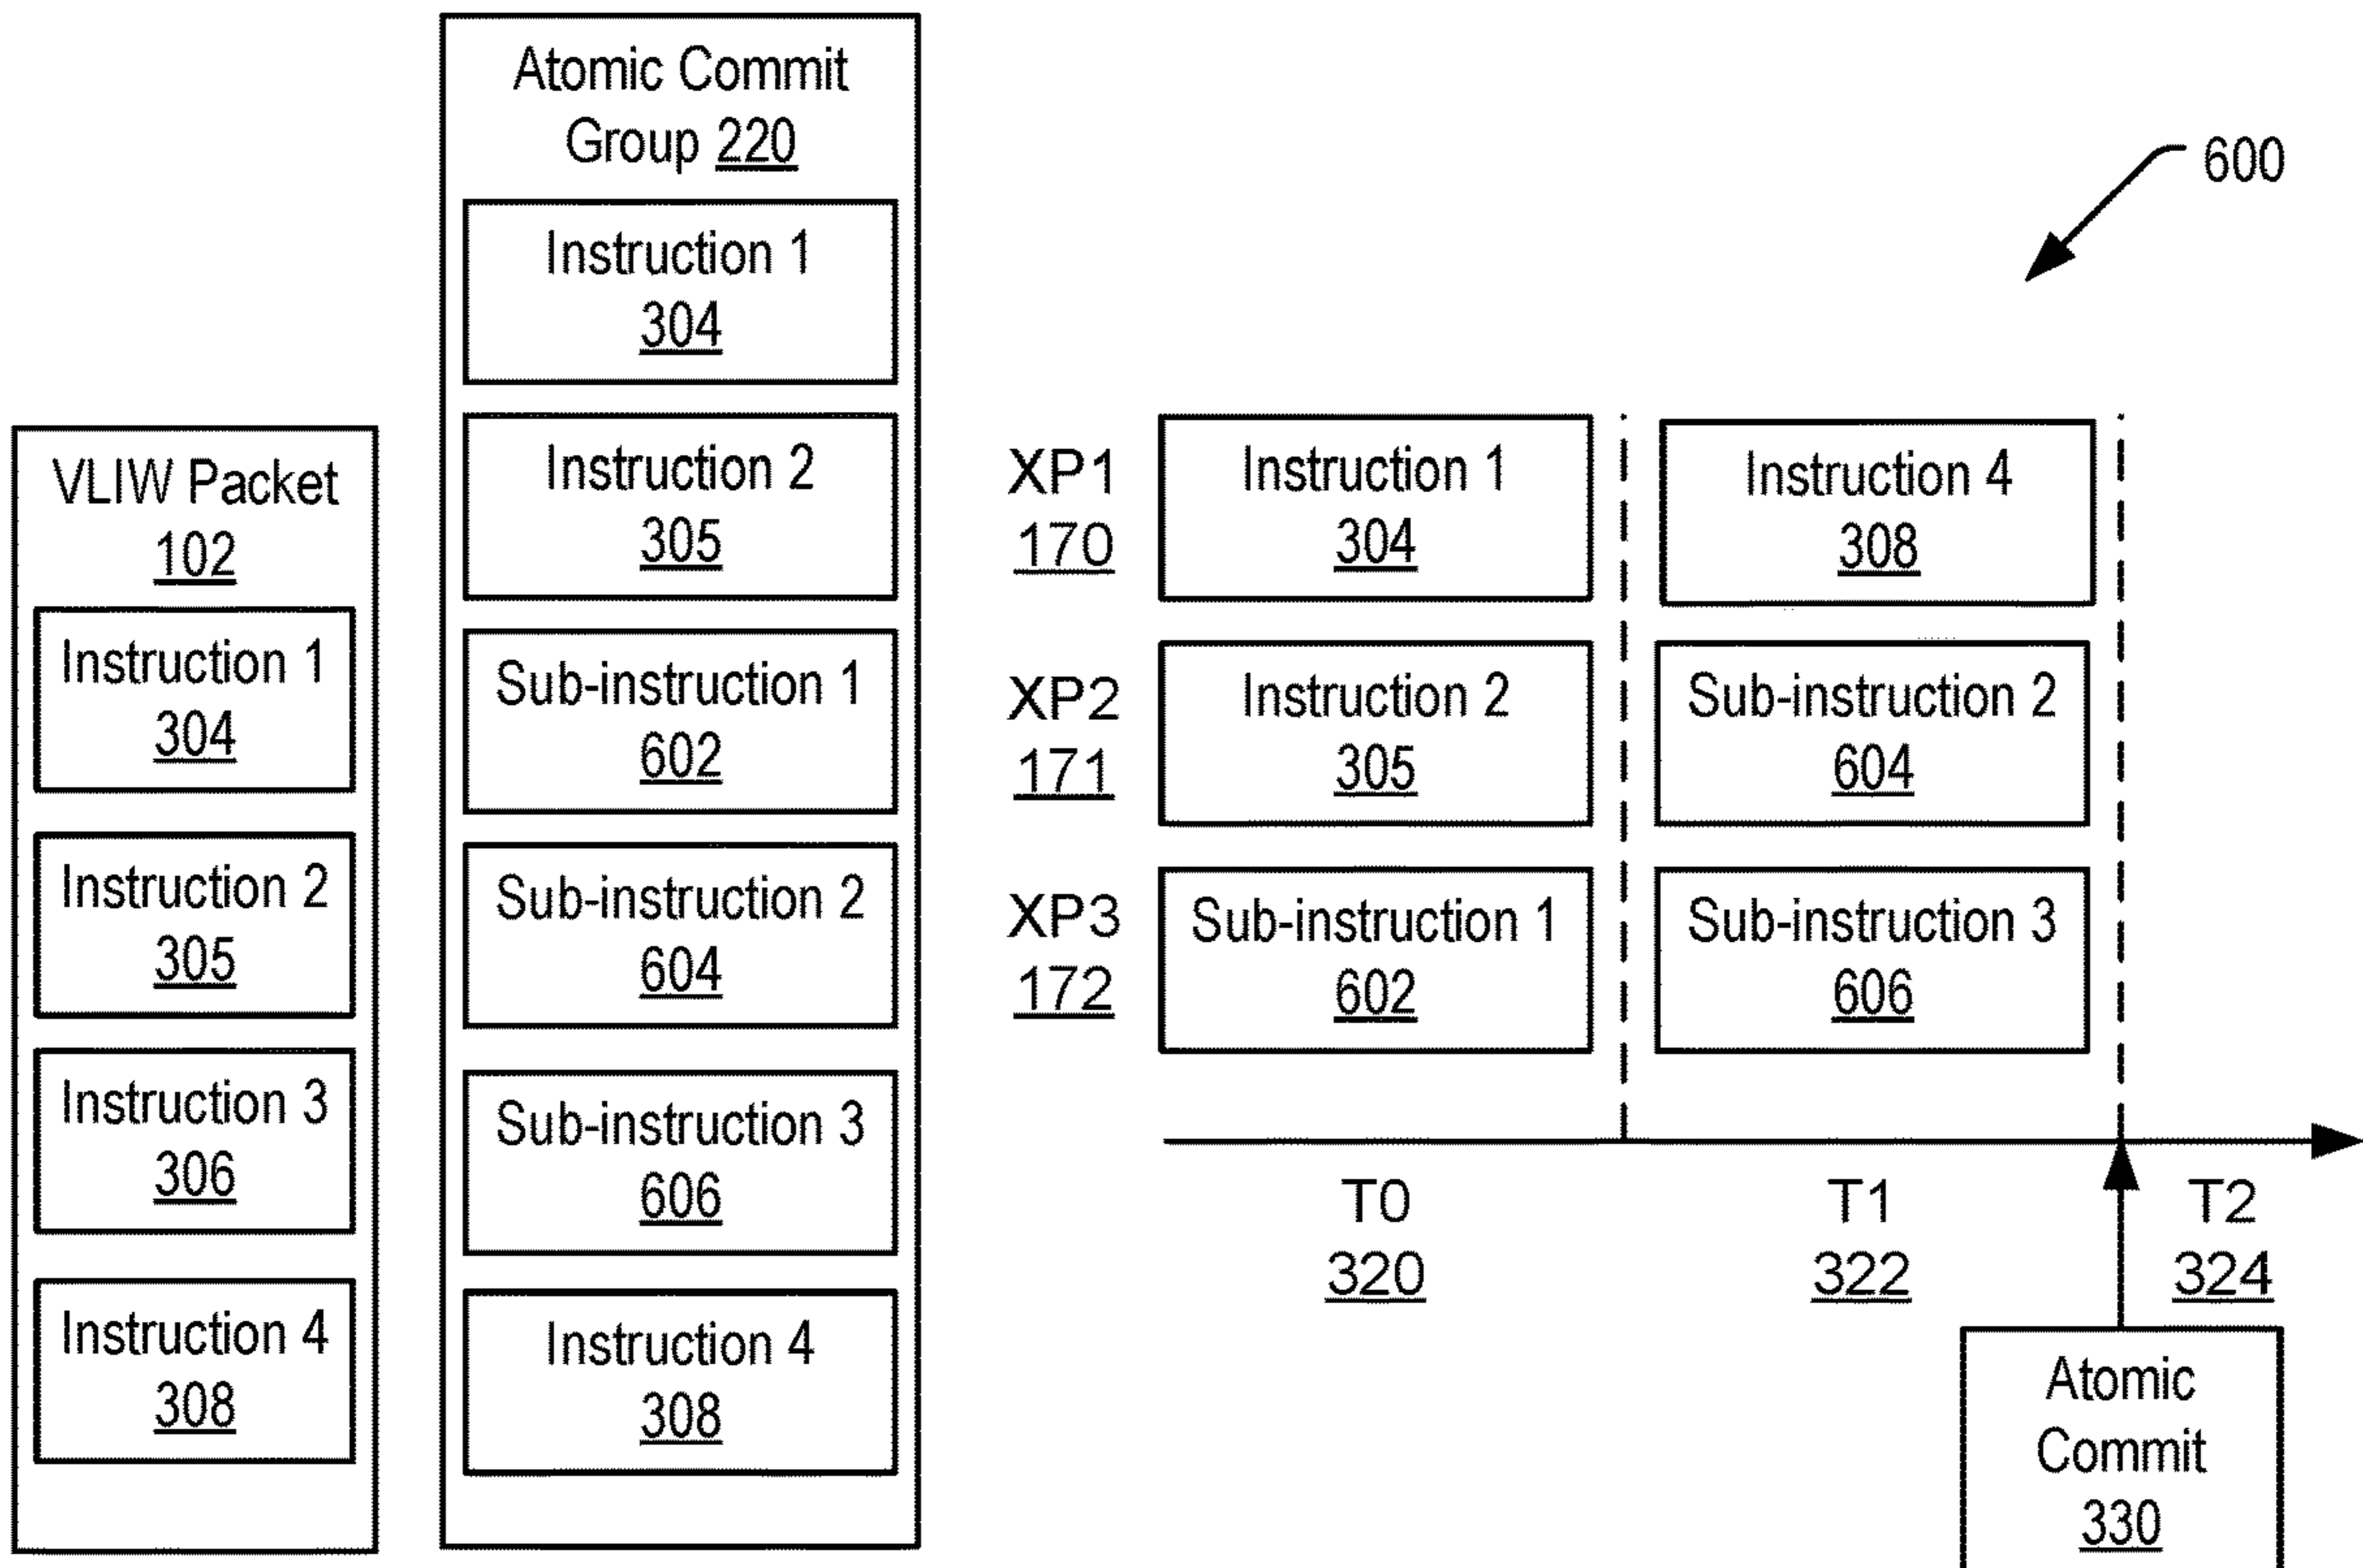 VLIW Packet
102
Instruction 1
304
Instruction 2
305
Instruction 3
306
Instruction 4
308
Atomic Commit
Group 220
Instruction 1
304
Instruction 2
305
Sub-instruction 1
602
Sub-instruction 2
604
Sub-instruction 3
606
Instruction 4
308
600
XP1
170
Instruction 1
304
Instruction 4
308
XP2
171
Instruction 2
305
Sub-instruction 2
604
XP3
172
Sub-instruction 1
602
Sub-instruction 3
606
T0
320
T1
322
T2
324
Atomic
Commit
330